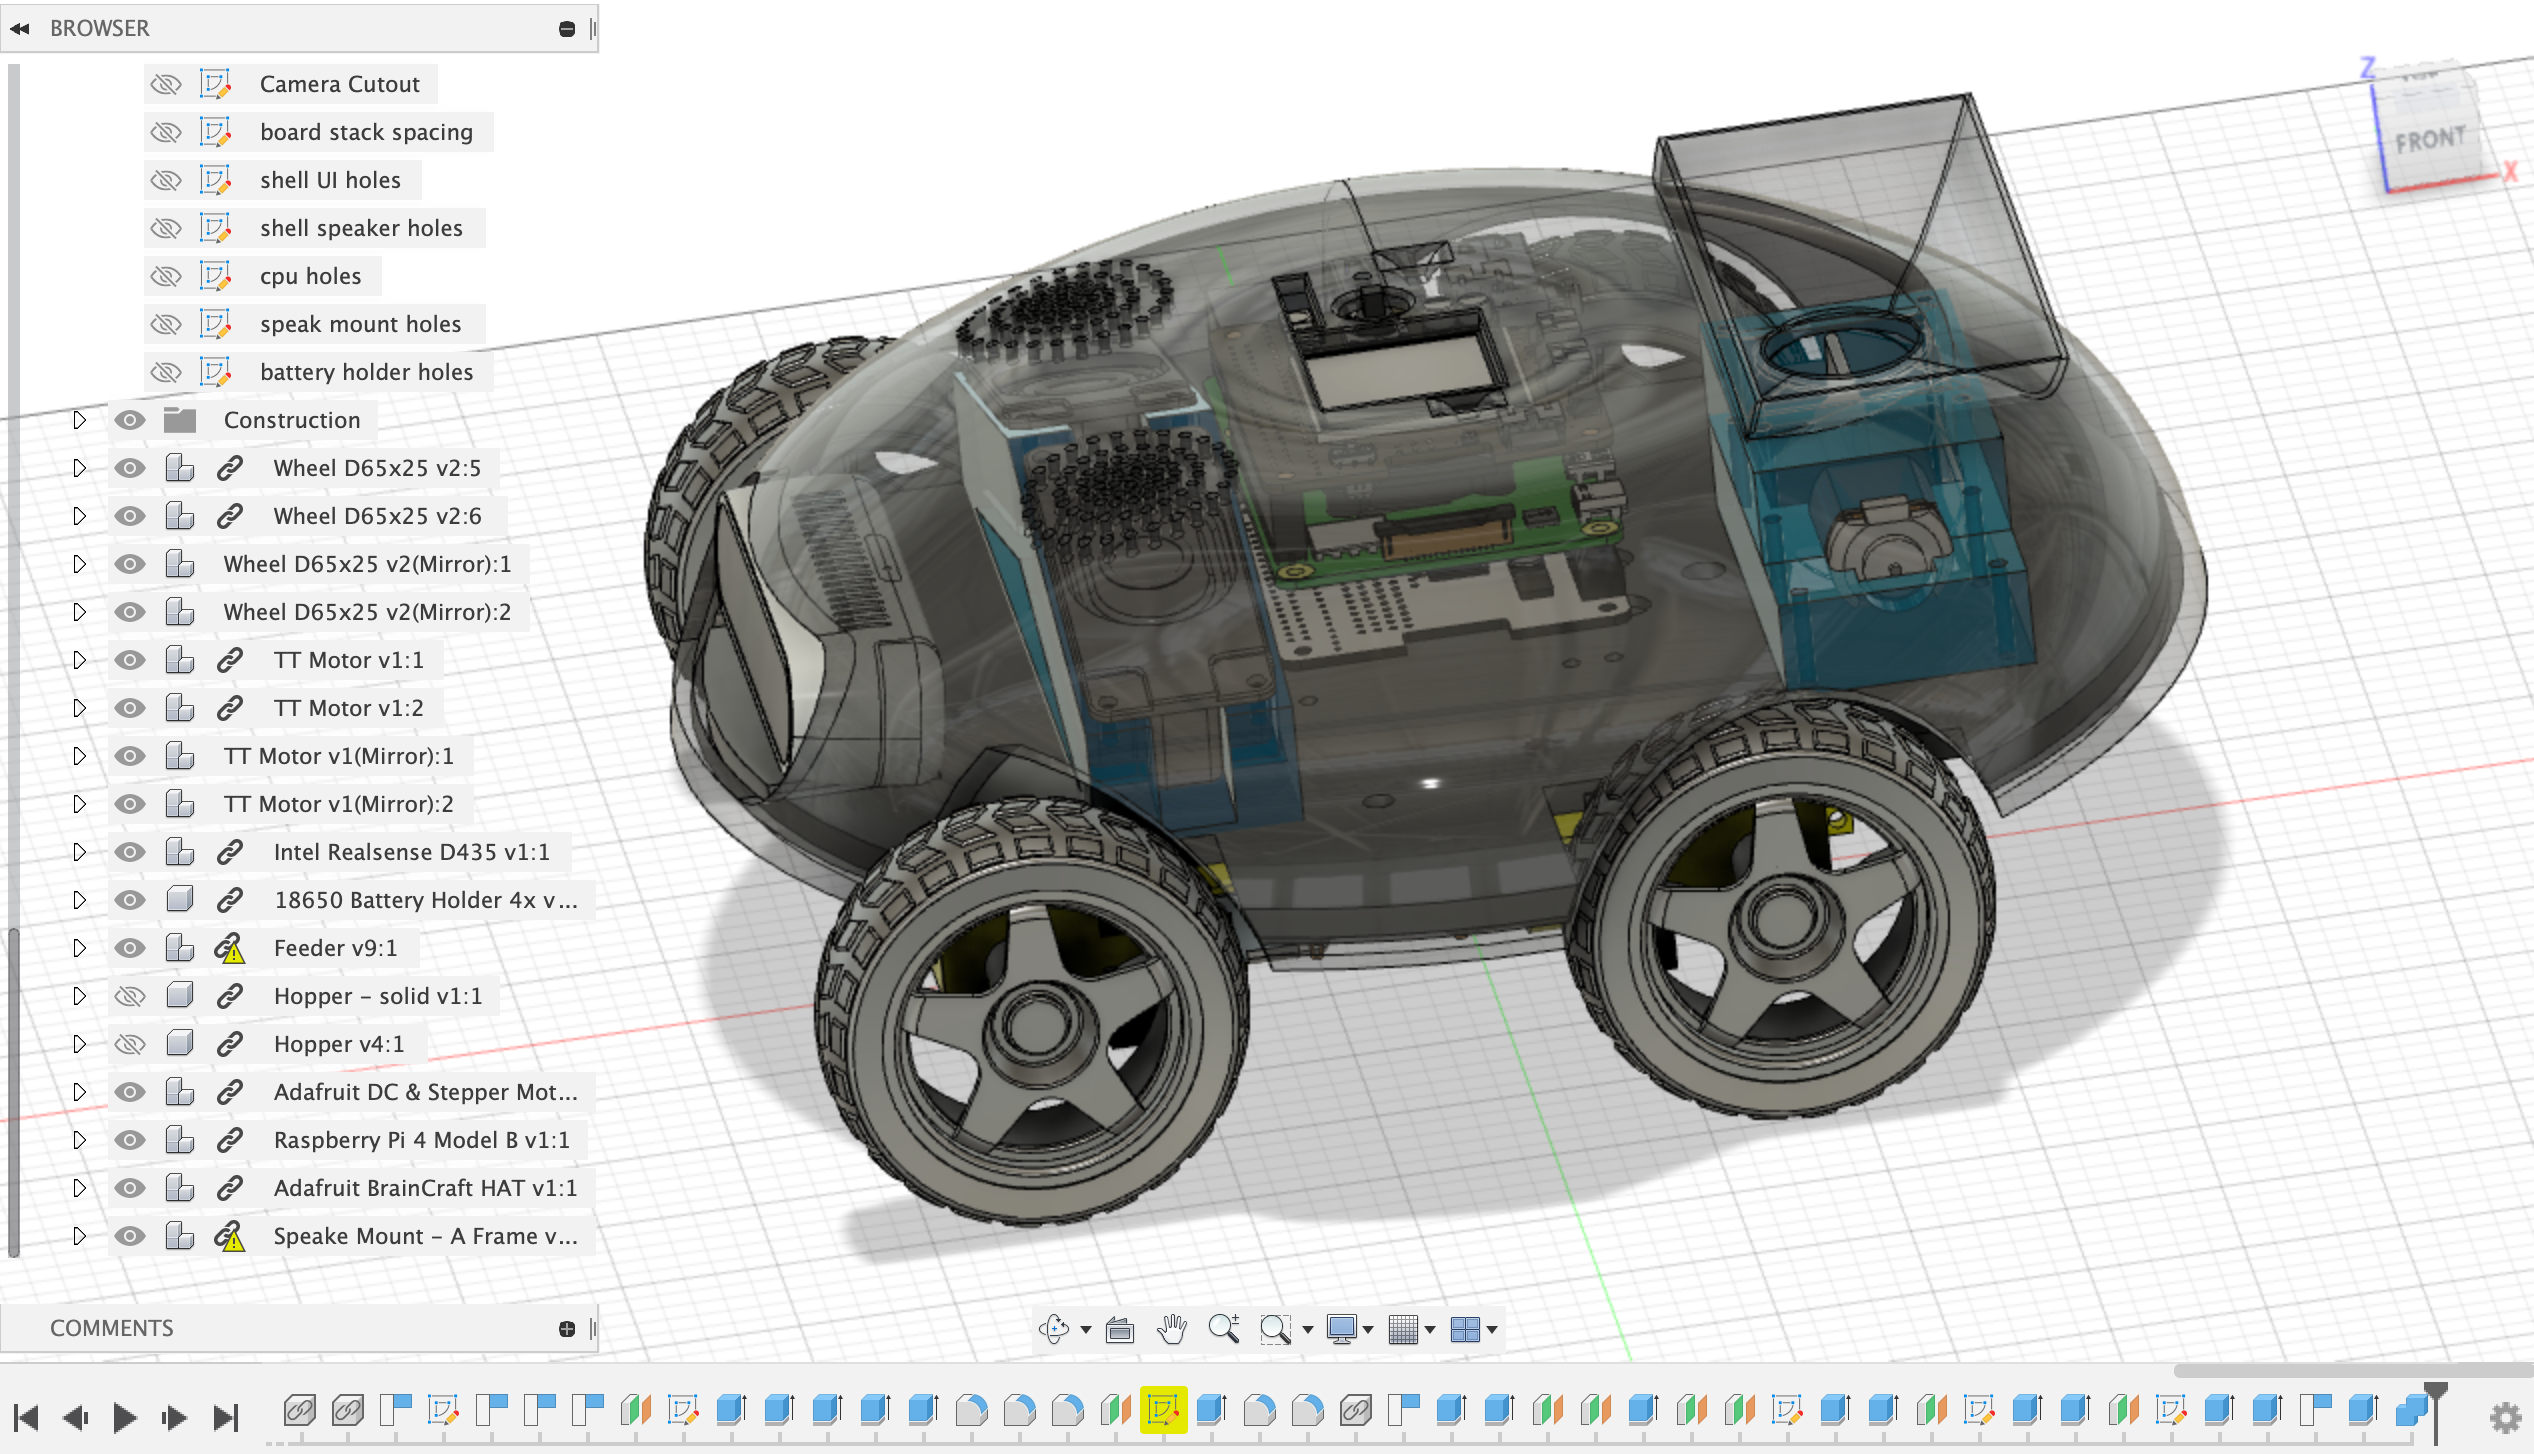 BROWSER
Camera Cutout
board stack spacing
shell UI holes
shell speaker holes
cpu holes
speak mount holes
battery holder holes
Construction
Wheel D65x25 v2:5
Wheel D65x25 v2:6
Wheel D65x25 v2(Mirror):1
Wheel D65x25 v2(Mirror):2
TT Motor v1:1
TT Motor v1:2
TT Motor v1(Mirror):1
TT Motor v1(Mirror):2
Intel Realsense D435 v1:1
18650 Battery Holder 4x v...
Feeder v9:1
Hopper – solid v1:1
Hopper v4:1
Adafruit DC & Stepper Mot...
Raspberry Pi 4 Model B v1:1
Adafruit BrainCraft HAT v1:1
Speake Mount – A Frame v...
COMMENTS
Z
TOP
FRONT
X